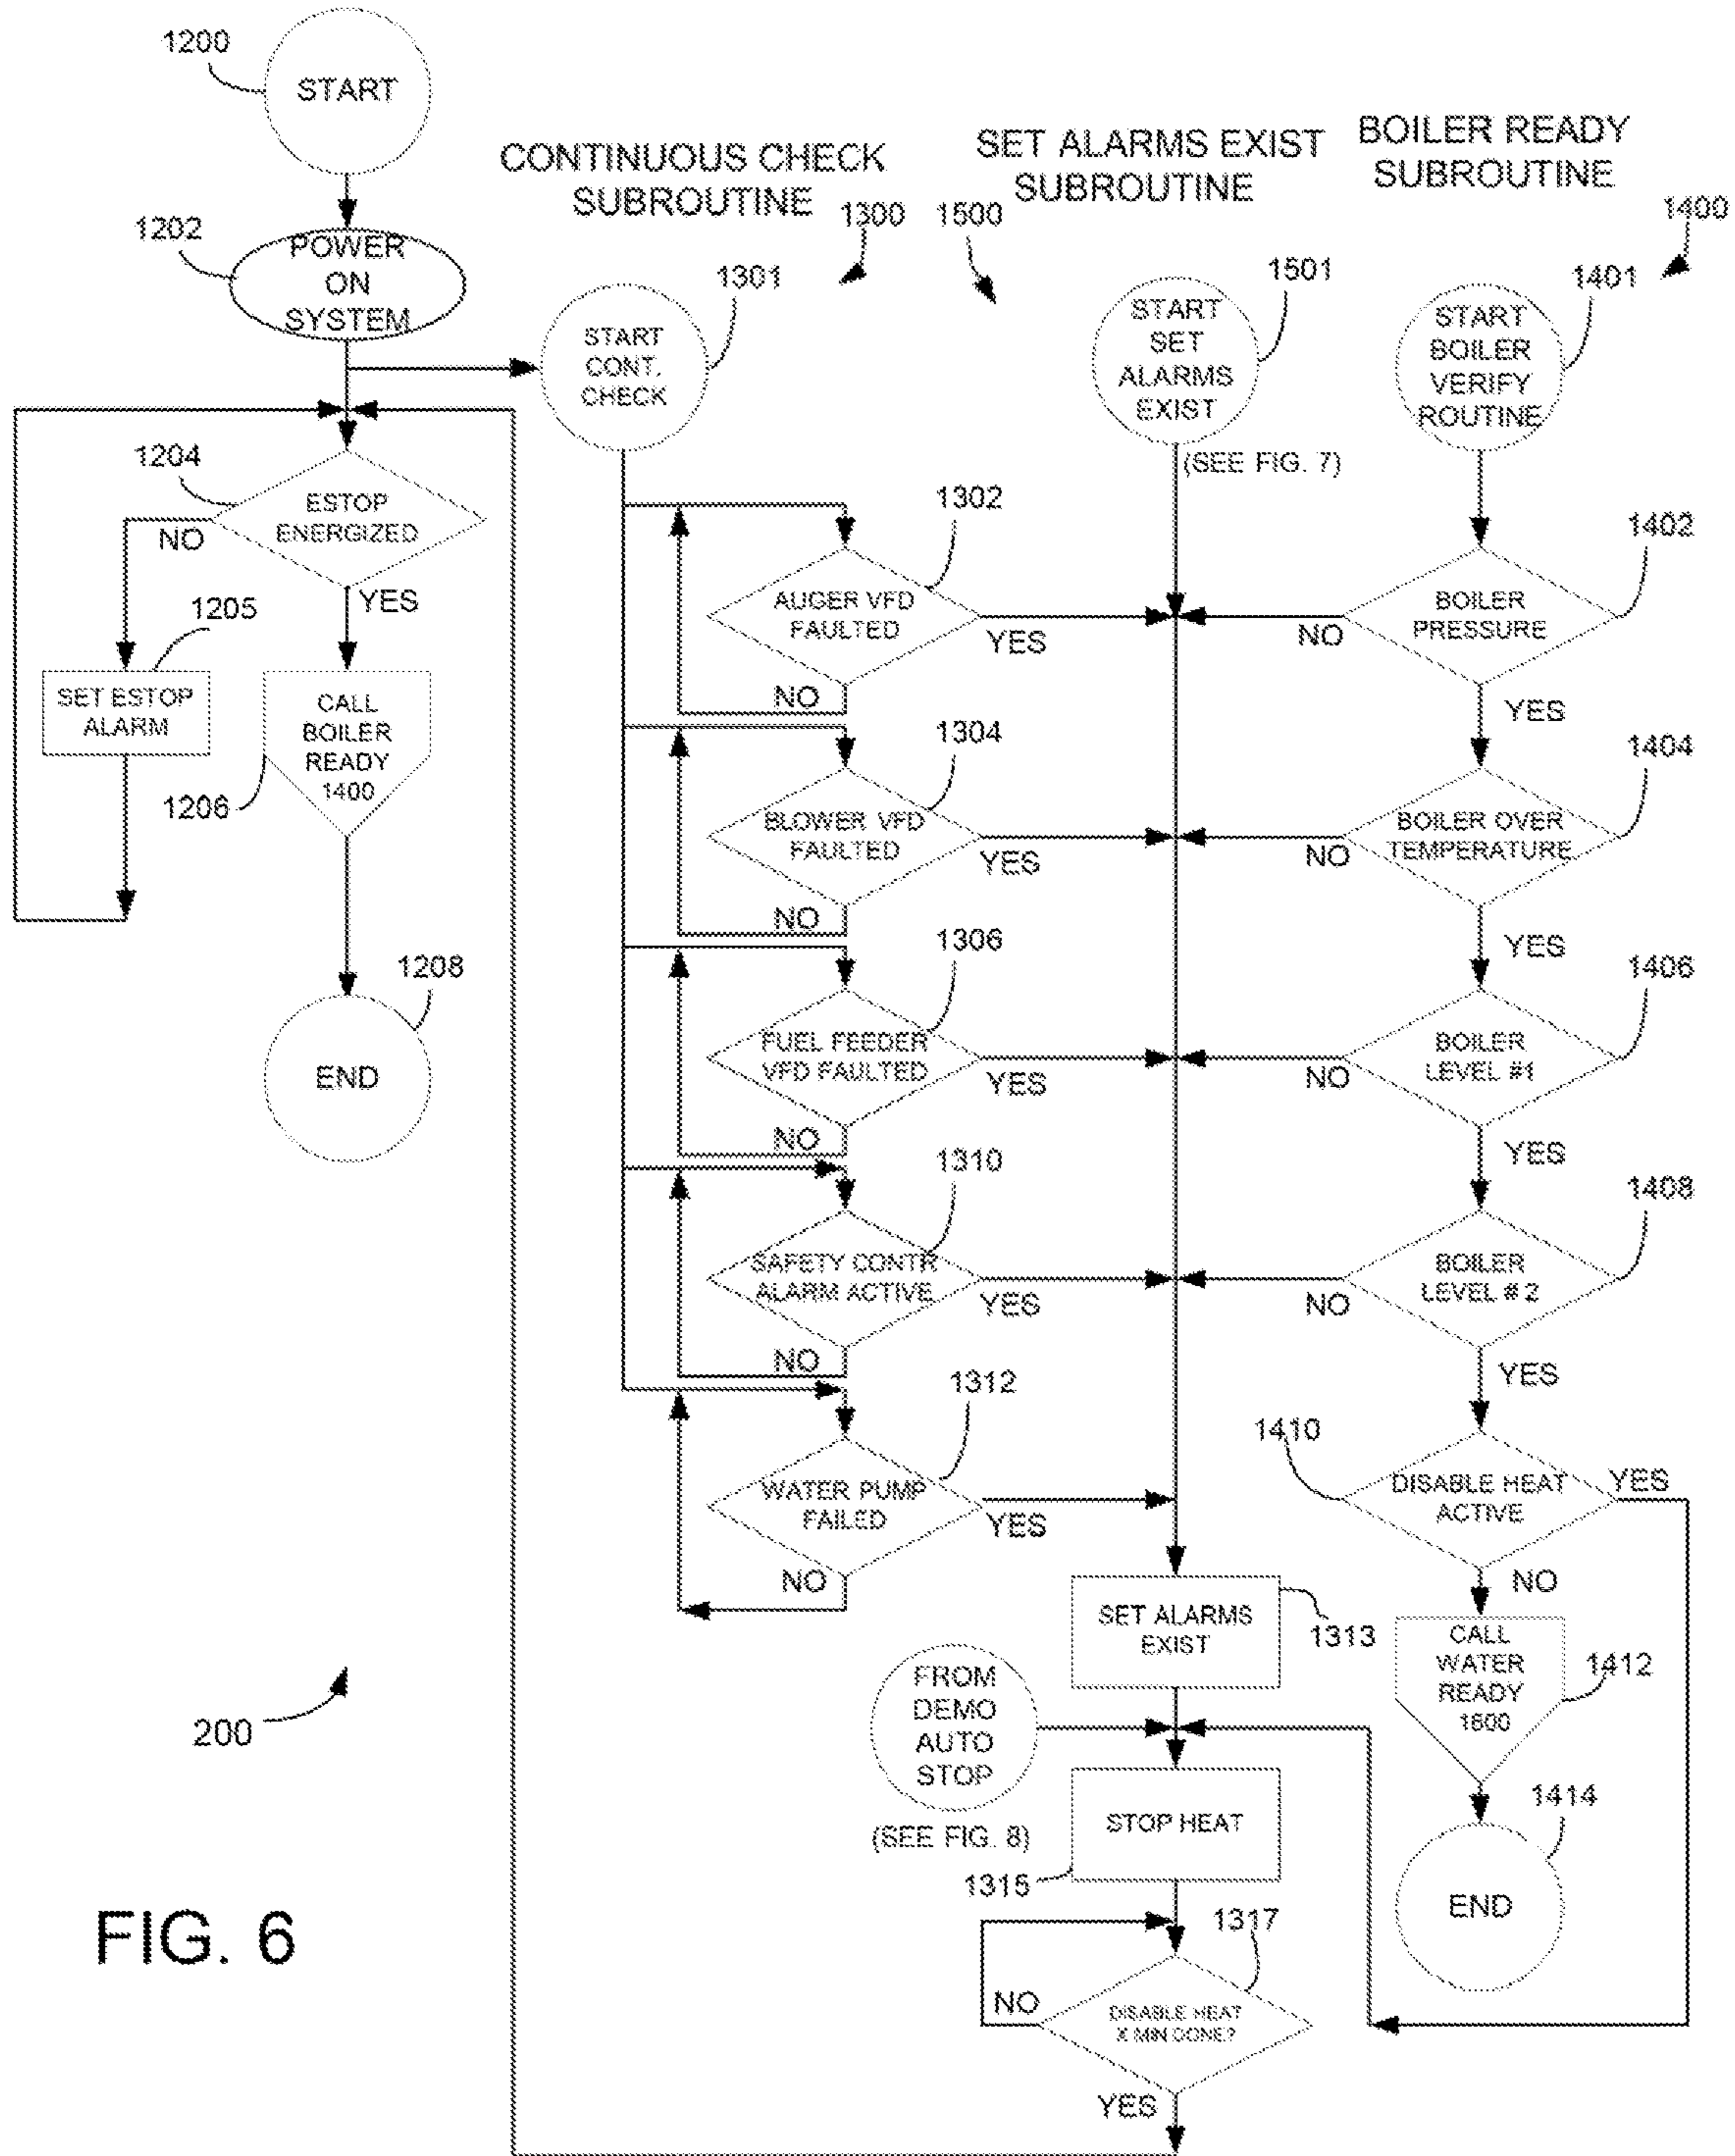 1200
START
1202
POWER
ON
SYSTEM
1204
ESTOP
ENERGIZED
NO
YES
1205
SET ESTOP
ALARM
CALL
BOILER
READY
1400
1206
1208
END
200
FIG. 6
CONTINUOUS CHECK
SUBROUTINE
1300
1301
START
CONT.
CHECK
1302
AUGER VFD
FAULTED
YES
NO
1304
BLOWER VFD
FAULTED
YES
NO
1306
FUEL FEEDER
VFD FAULTED
YES
NO
1310
SAFETY CONTR
ALARM ACTIVE
YES
NO
1312
WATER PUMP
FAILED
YES
NO
SET ALARMS EXIST
SUBROUTINE
1500
1501
START
SET
ALARMS
EXIST
(SEE FIG. 7)
SET ALARMS
EXIST
1313
FROM
DEMO
AUTO
STOP
(SEE FIG. 8)
STOP HEAT
1315
1317
DISABLE HEAT
X MIN DONE?
NO
YES
BOILER READY
SUBROUTINE
1400
1401
START
BOILER
VERIFY
ROUTINE
1402
BOILER
PRESSURE
NO
YES
1404
BOILER OVER
TEMPERATURE
NO
YES
1406
BOILER
LEVEL #1
NO
YES
1408
BOILER
LEVEL # 2
NO
YES
1410
DISABLE HEAT
ACTIVE
YES
NO
CALL
WATER
READY
1600
1412
1414
END